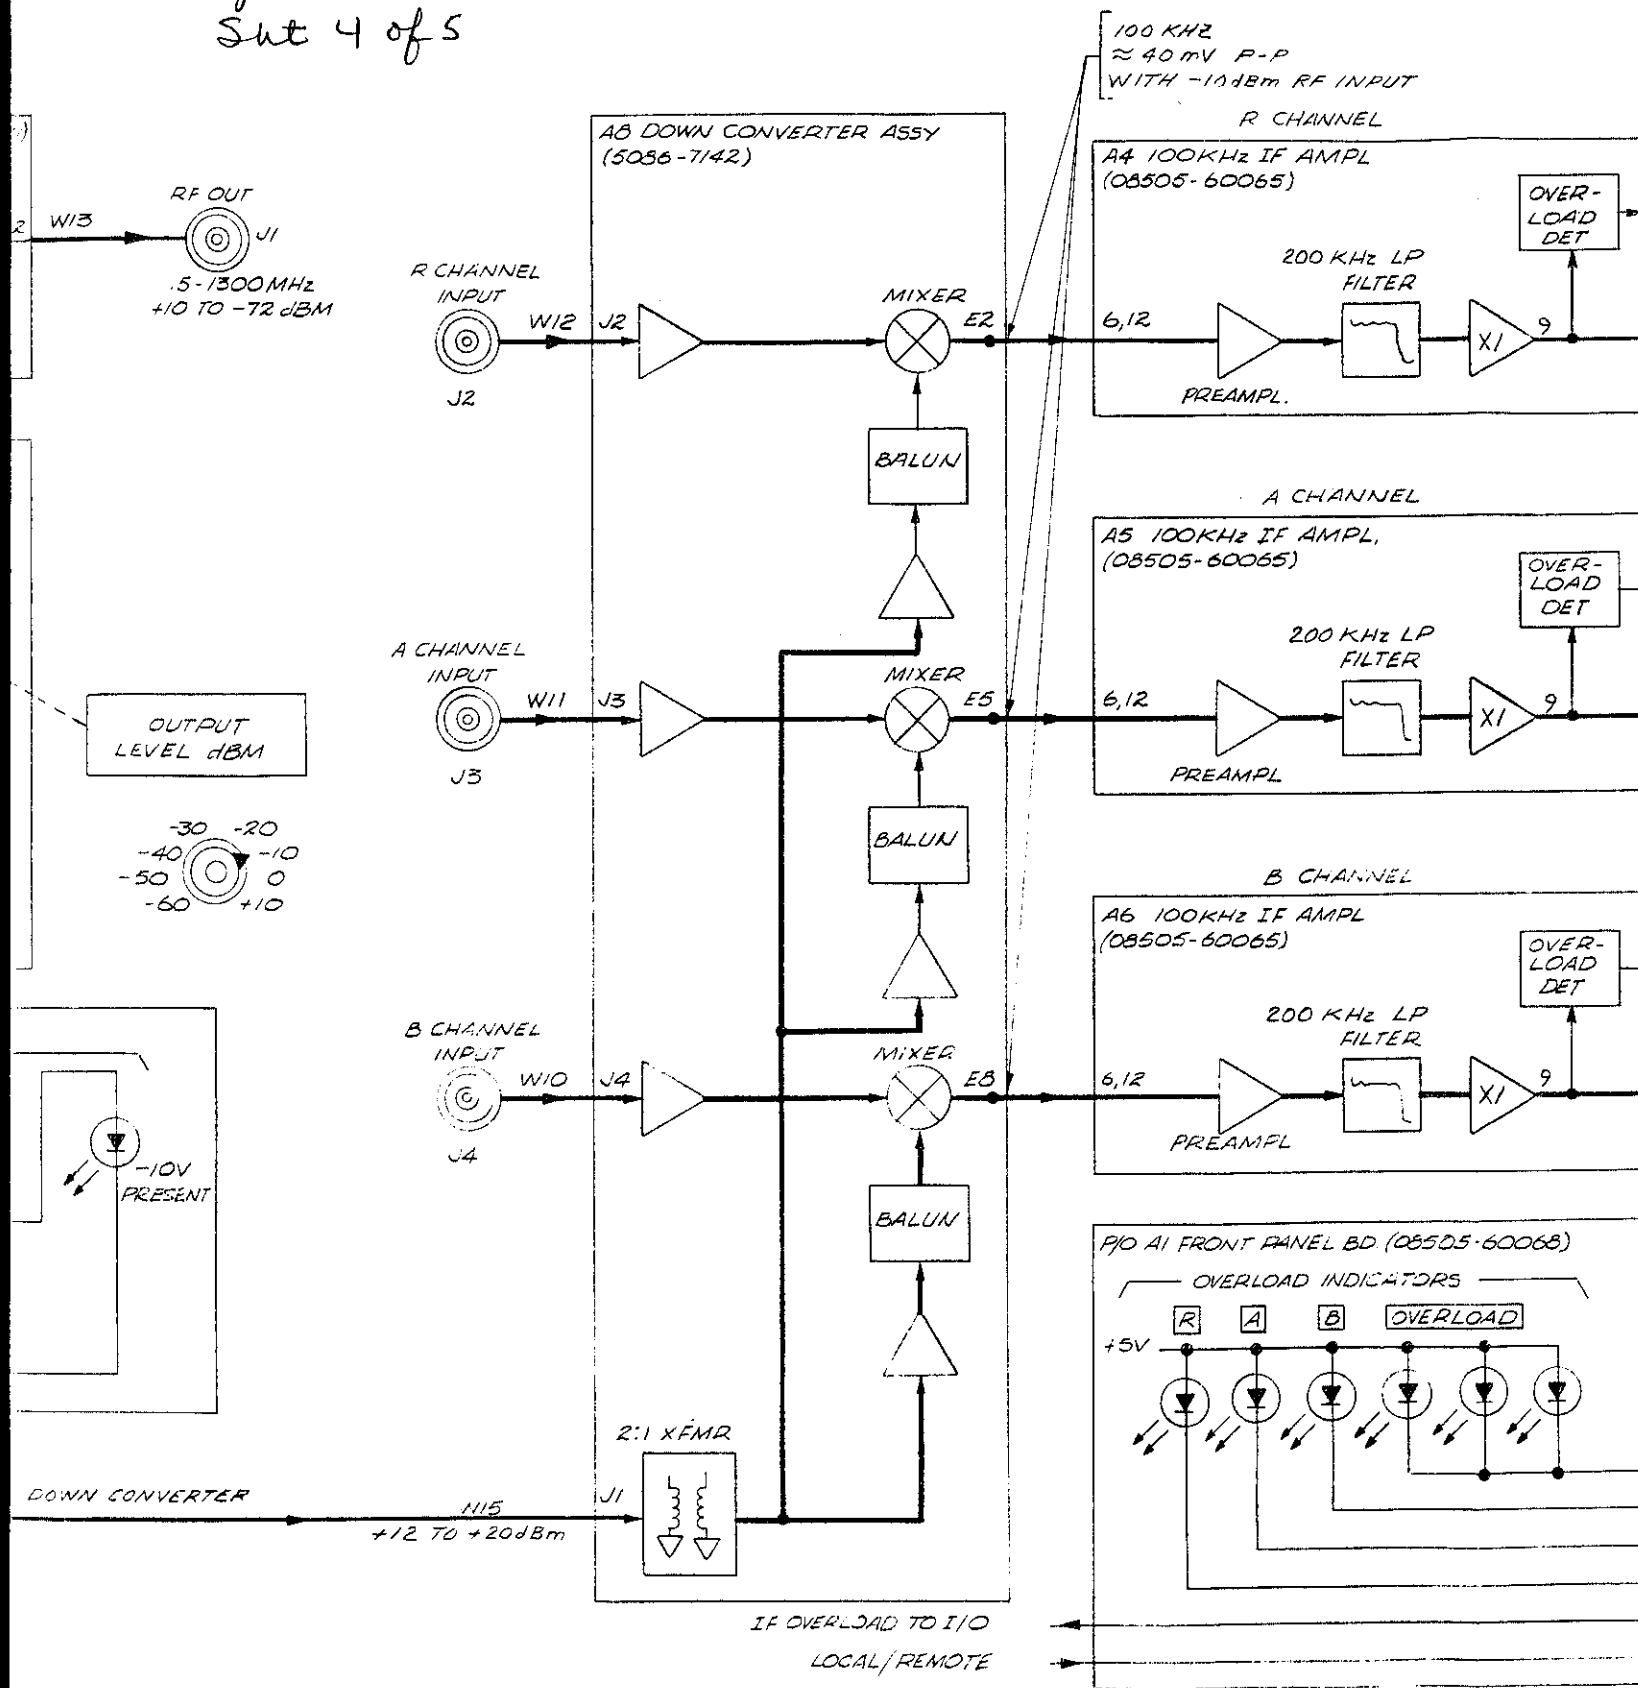 Sht 4 of 5
100 KHZ
≈ 40 mV P-P
WITH -10dBm RF INPUT
R CHANNEL
A8 DOWN CONVERTER ASSY
(5086-7142)
A4 100KHz IF AMPL
(08505-60065)
OVER-
LOAD
DET
RF OUT
2
W13
J1
.5-1300MHz
+10 TO -72 dBM
R CHANNEL
INPUT
W12
J2
J2
MIXER
E2
6,12
200 KHz LP
FILTER
X1
9
PREAMPL.
BALUN
A CHANNEL
A5 100KHz IF AMPL,
(08505-60065)
OVER-
LOAD
DET
A CHANNEL
INPUT
W11
J3
J3
MIXER
E5
6,12
200 KHz LP
FILTER
X1
9
PREAMPL
OUTPUT
LEVEL dBM
-30 -20
-40 -10
-50 0
-60 +10
BALUN
B CHANNEL
A6 100KHz IF AMPL
(08505-60065)
OVER-
LOAD
DET
B CHANNEL
INPUT
W10
J4
J4
MIXER
E8
6,12
200 KHz LP
FILTER
X1
9
PREAMPL
-10V
PRESENT
BALUN
P/O A1 FRONT PANEL BD. (08505-60068)
OVERLOAD INDICATORS
R A B OVERLOAD
+5V
2:1 XFMR
DOWN CONVERTER
W15
+12 TO +20dBm
J1
IF OVERLOAD TO I/O
LOCAL/REMOTE